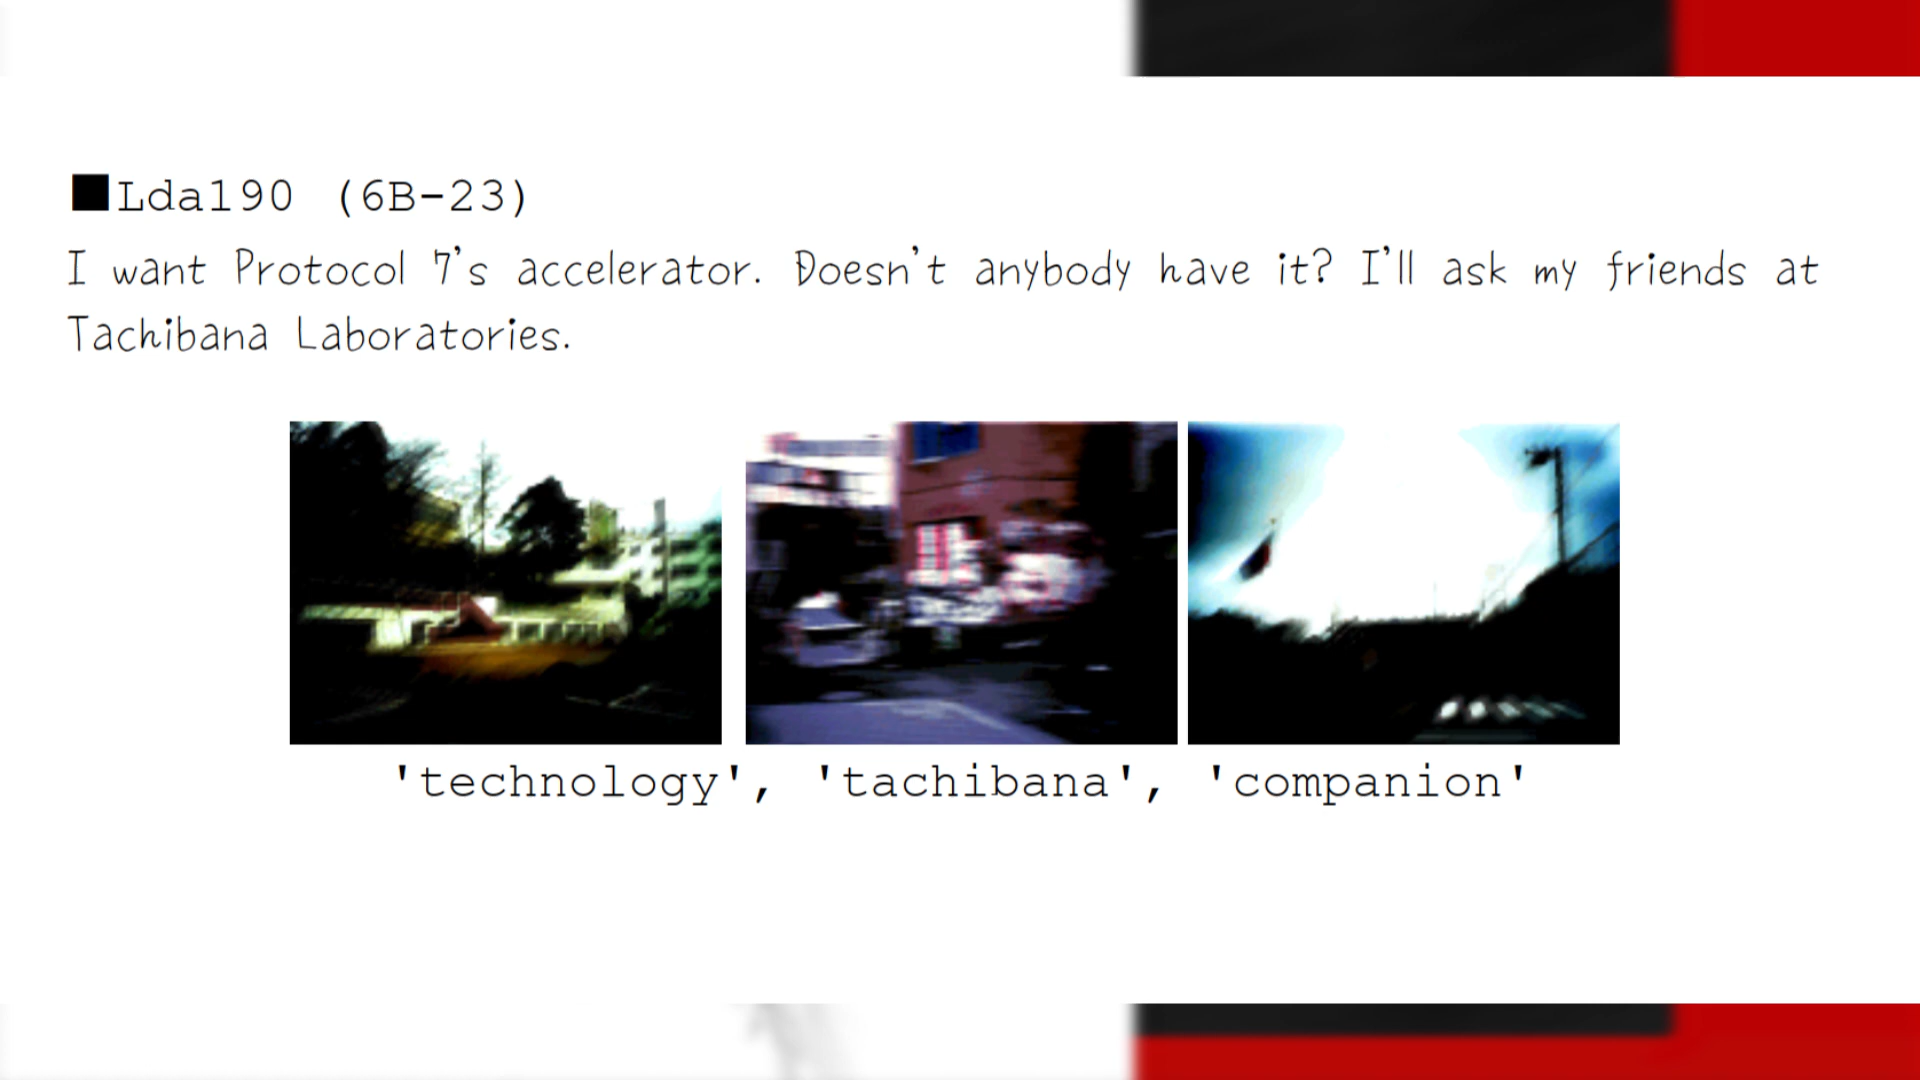 ■Lda190 (6B-23)
I want Protocol 7's accelerator. Doesn't anybody have it? I'll ask my friends at
Tachibana Laboratories.
'technology', 'tachibana', 'companion'